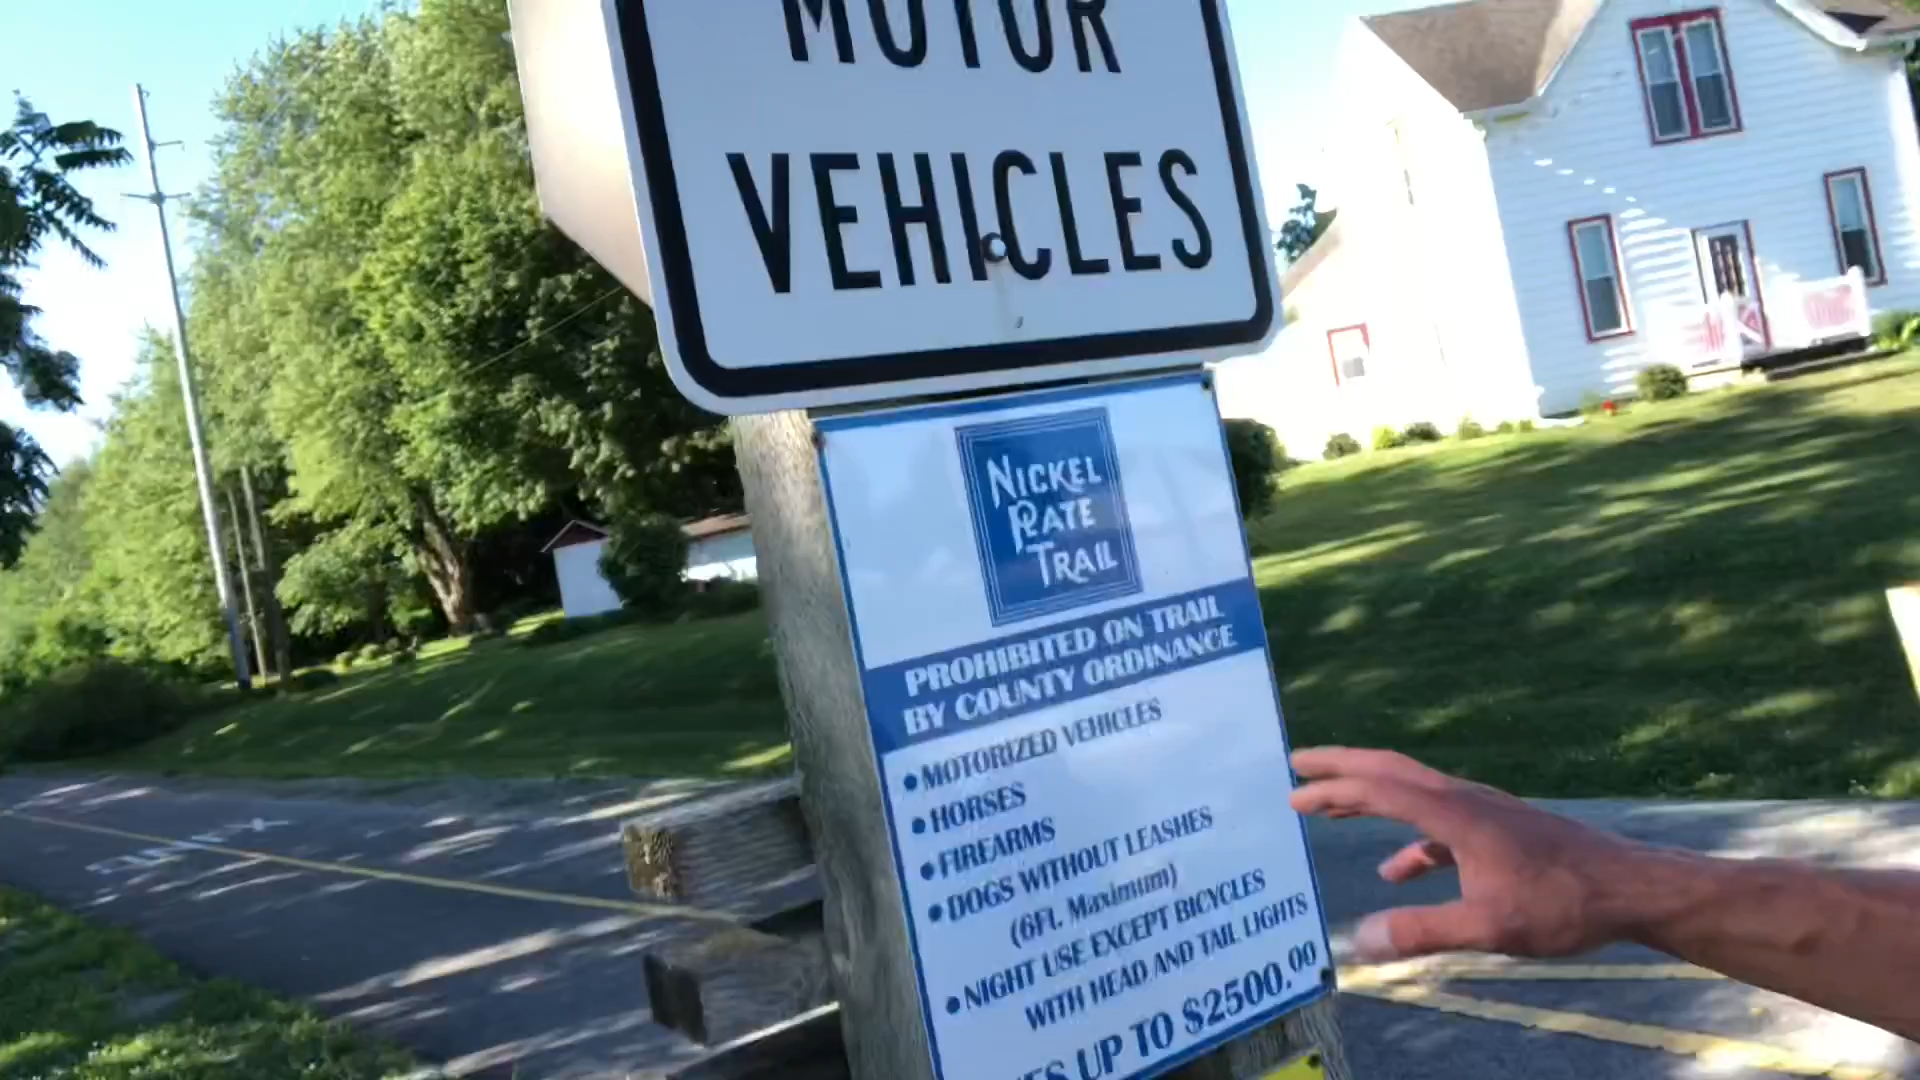 MOTOR
VEHICLES
NICKEL
PLATE
TRAIL
PROHIBITED ON TRAIL
BY COUNTY ORDINANCE
• MOTORIZED VEHICLES
• HORSES
• FIREARMS
• DOGS WITHOUT LEASHES
(6Ft. Maximum)
• NIGHT USE EXCEPT BICYCLES
WITH HEAD AND TAIL LIGHTS
UP TO $2500.00